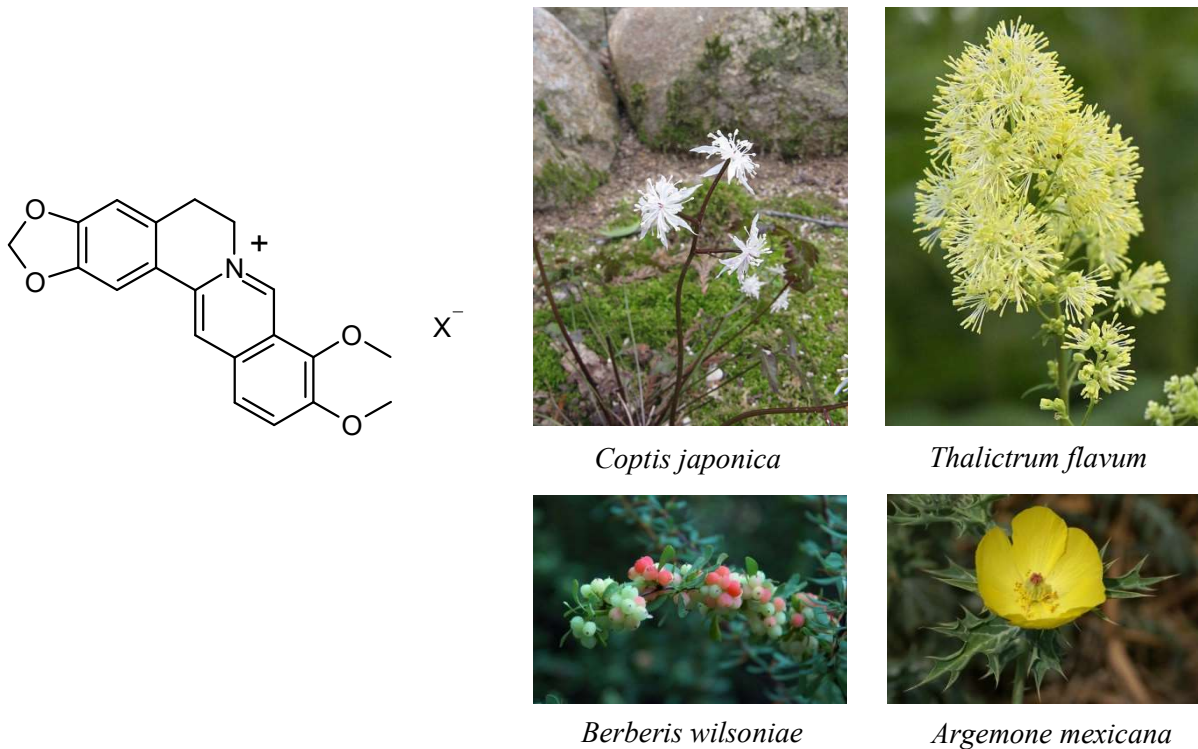 O
O
+
N
O
O
X⁻
Coptis japonica
Thalictrum flavum
Berberis wilsoniae
Argemone mexicana